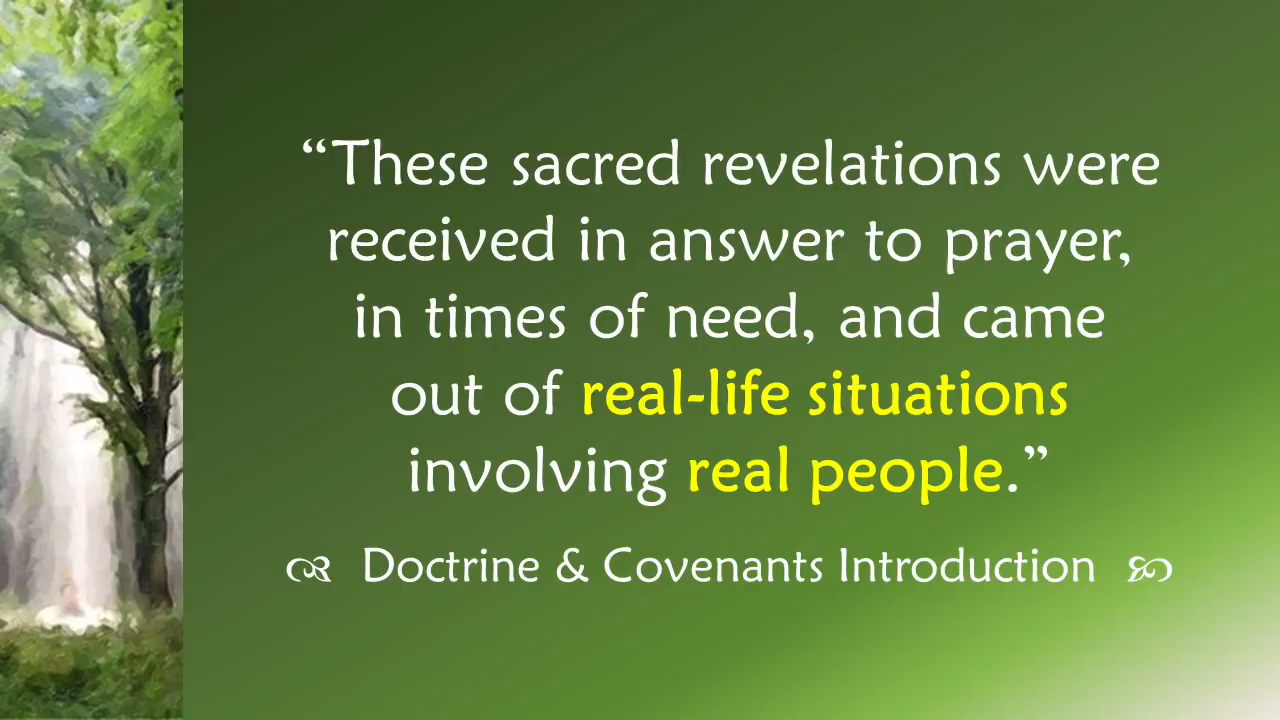 “These sacred revelations were
received in answer to prayer,
in times of need, and came
out of real-life situations
involving real people.”
Doctrine & Covenants Introduction